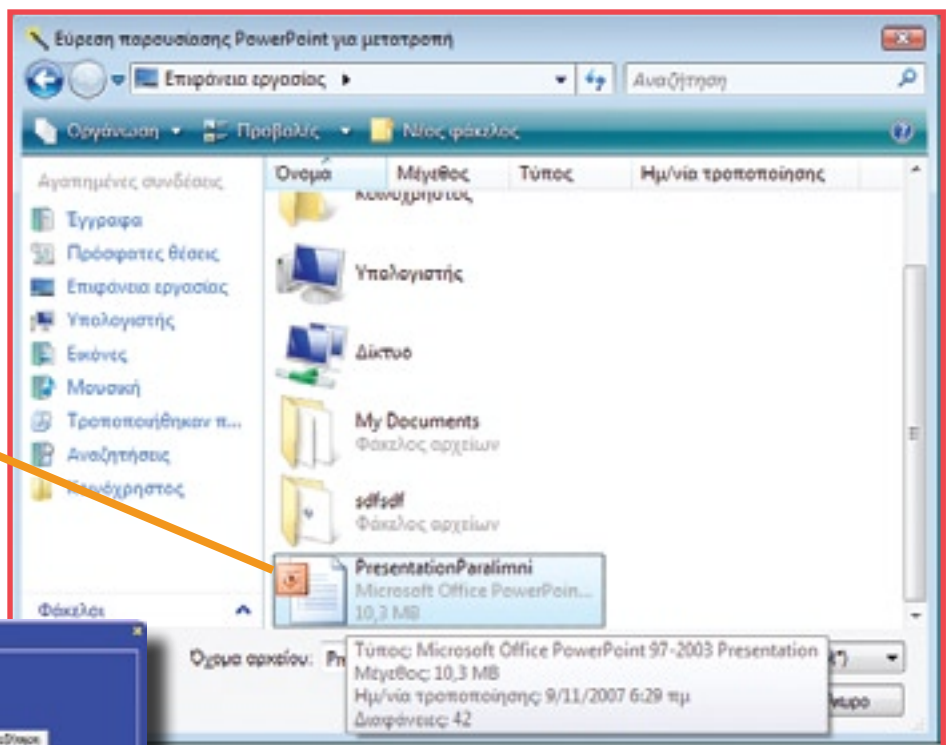 Εύρεση παρουσίασης PowerPoint για μετατροπή
Επιφάνεια εργασίας
Αναζήτηση
Οργάνωση Προβολές Νέος φάκελος
Αγαπημένες συνδέσεις
Έγγραφα
Πρόσφατες θέσεις
Επιφάνεια εργασίας
Υπολογιστής
Εικόνες
Μουσική
Τροποποιήθηκαν π...
Αναζητήσεις
Κοινόχρηστος
Φάκελοι
Όνομα Μέγεθος Τύπος Ημ/νία τροποποίησης
Κοινόχρηστος
Υπολογιστής
Δίκτυο
My Documents
Φάκελος αρχείων
sdfsdf
Φάκελος αρχείων
PresentationParalimni
Microsoft Office PowerPoin...
10,3 MB
Όνομα αρχείου: Pr
Τύπος: Microsoft Office PowerPoint 97-2003 Presentation
Μέγεθος: 10,3 MB
Ημ/νία τροποποίησης: 9/11/2007 6:29 πμ
Διαφάνειες: 42